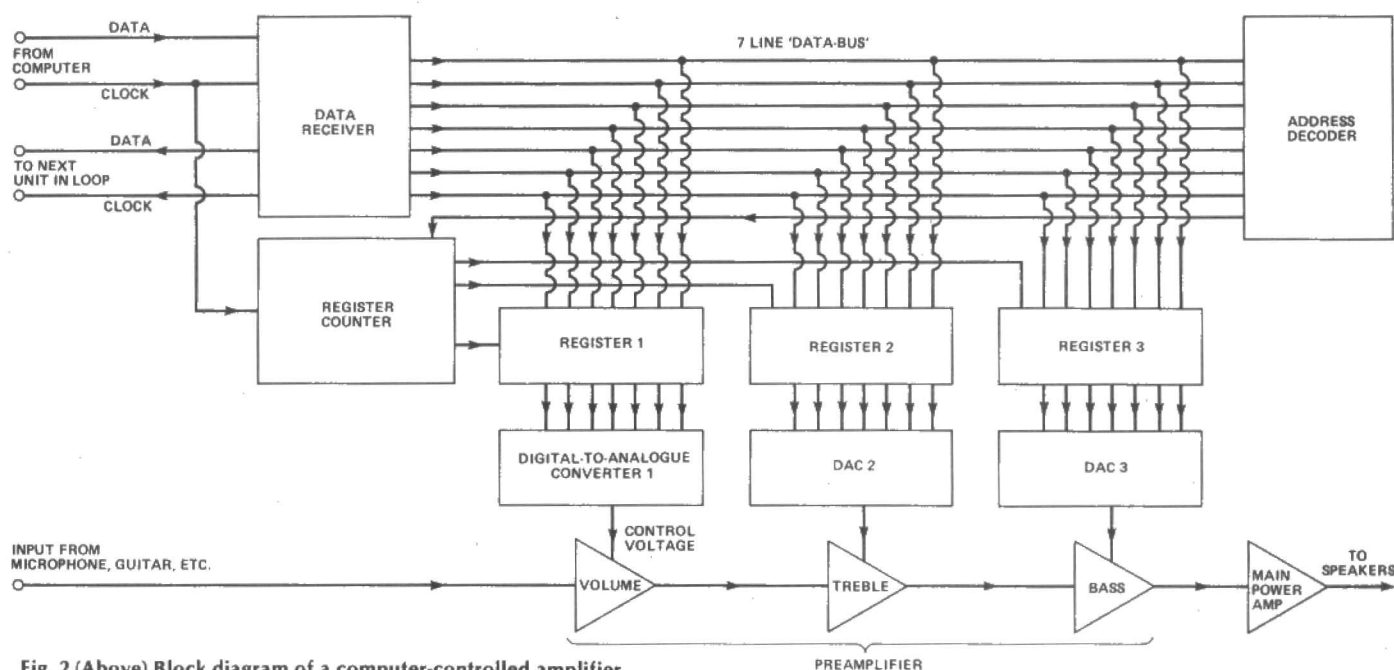 DATA
FROM
COMPUTER
CLOCK
DATA
TO NEXT
UNIT IN LOOP
CLOCK
DATA
RECEIVER
7 LINE 'DATA-BUS'
ADDRESS
DECODER
REGISTER
COUNTER
REGISTER 1
REGISTER 2
REGISTER 3
DIGITAL-TO-ANALOGUE
CONVERTER 1
DAC 2
DAC 3
CONTROL
VOLTAGE
INPUT FROM
MICROPHONE, GUITAR, ETC.
VOLUME
TREBLE
BASS
MAIN
POWER
AMP
TO
SPEAKERS
PREAMPLIFIER
Fig. 2 (Above) Block diagram of a computer-controlled amplifier